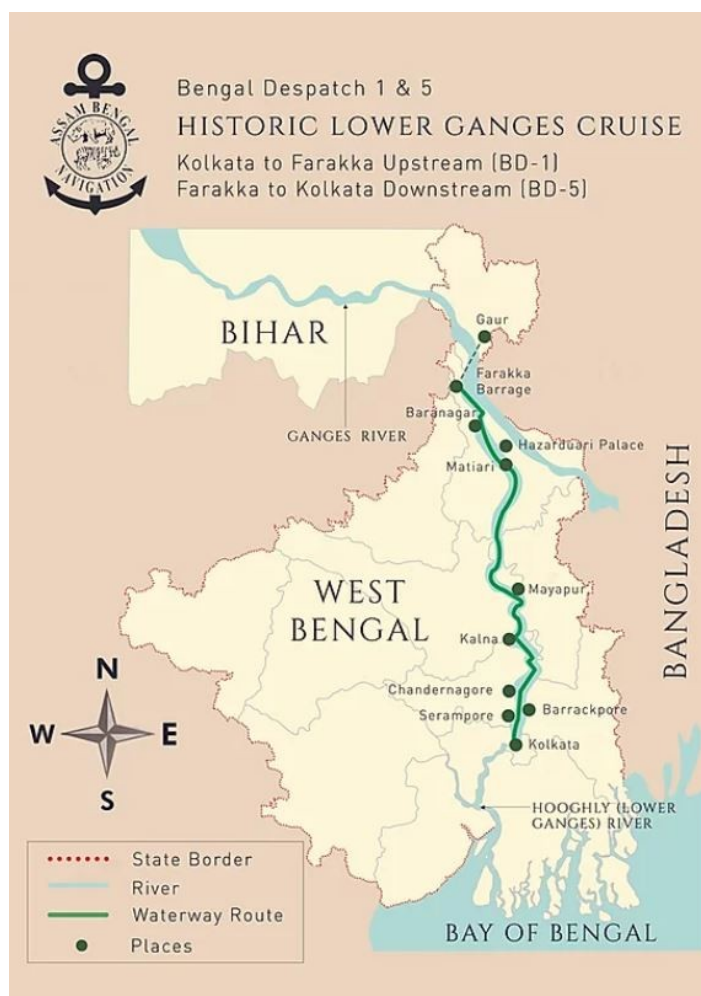 ASSAM BENGAL
NAVIGATION
Bengal Despatch 1 & 5
HISTORIC LOWER GANGES CRUISE
Kolkata to Farakka Upstream (BD-1)
Farakka to Kolkata Downstream (BD-5)
Gaur
BIHAR
Farakka
Barrage
Baranagar
GANGES RIVER
Hazarduari Palace
Matiari
BANGLADESH
WEST
BENGAL
Mayapur
Kalna
N
Chandernagore
Serampore
Barrackpore
W
E
Kolkata
S
HOOGHLY (LOWER
GANGES) RIVER
State Border
River
Waterway Route
Places
BAY OF BENGAL